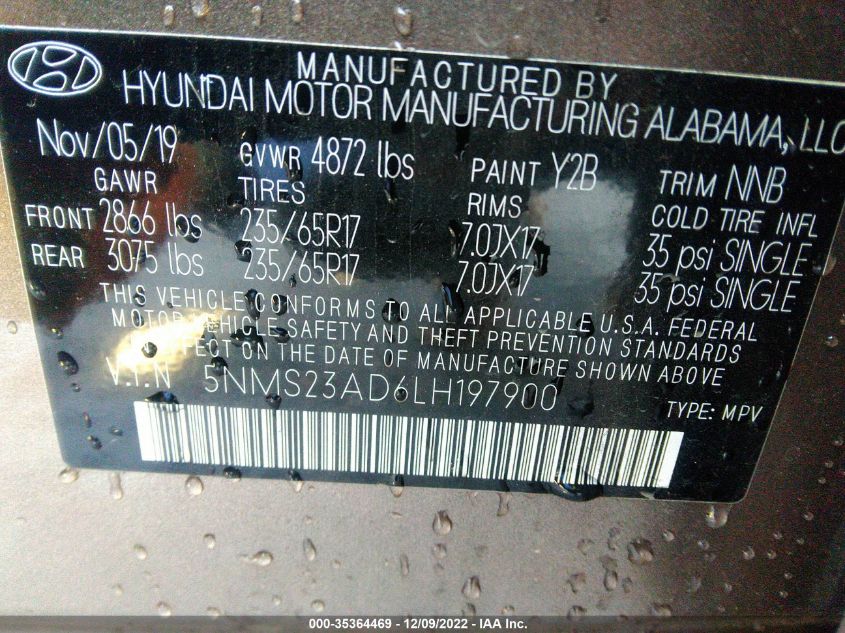 MANUFACTURED BY
HYUNDAI MOTOR MANUFACTURING ALABAMA, LLC
Nov/05/19 GVWR 4872 lbs PAINT Y2B TRIM NNB
GAWR TIRES RIMS COLD TIRE INFL
FRONT 2866 lbs 235/65R17 7.0JX17 35 psi SINGLE
REAR 3075 lbs 235/65R17 7.0JX17 35 psi SINGLE
THIS VEHICLE CONFORMS TO ALL APPLICABLE U.S.A. FEDERAL
MOTOR VEHICLE SAFETY AND THEFT PREVENTION STANDARDS
EFFECT ON THE DATE OF MANUFACTURE SHOWN ABOVE.
V.I.N 5NMS23AD6LH197900 TYPE: MPV
000-35364469 - 12/09/2022 - IAA Inc.